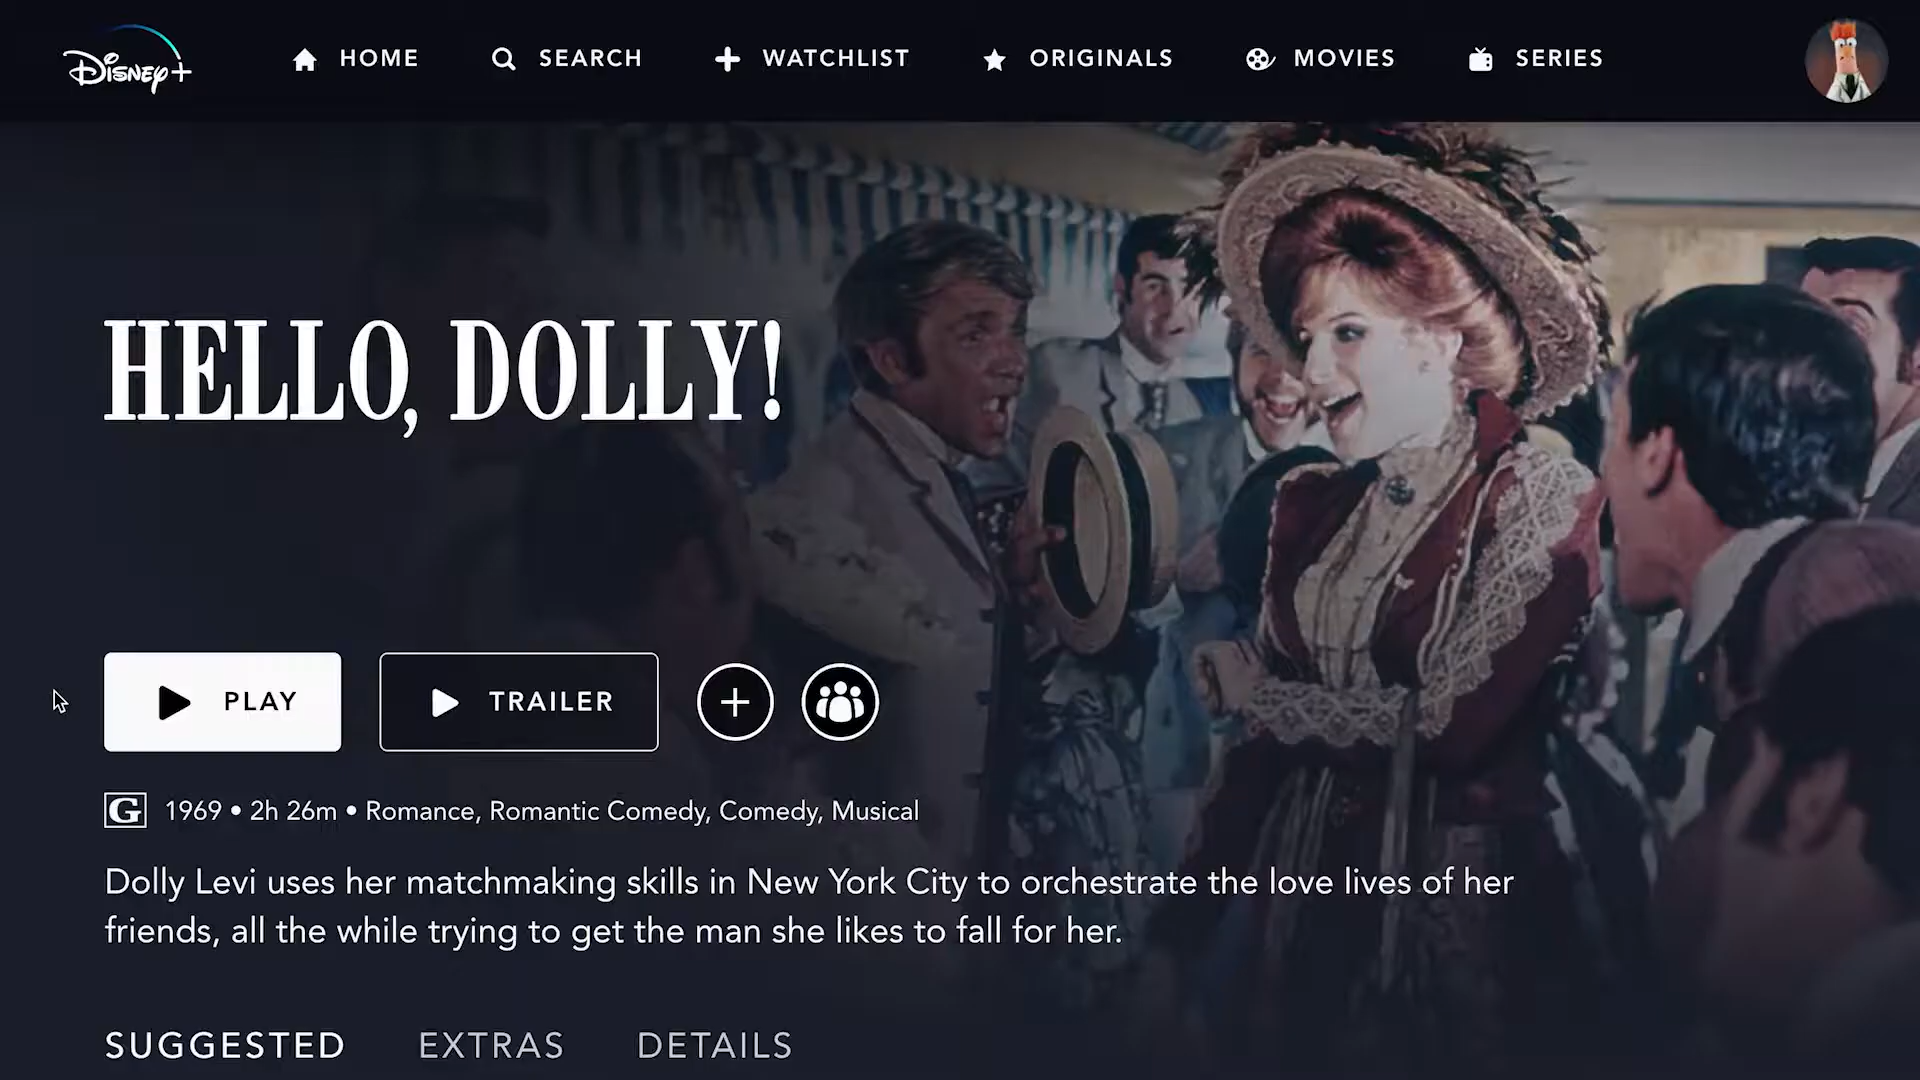 Disney+
HOME
SEARCH
WATCHLIST
ORIGINALS
MOVIES
SERIES
HELLO, DOLLY!
PLAY
TRAILER
G 1969 • 2h 26m • Romance, Romantic Comedy, Comedy, Musical
Dolly Levi uses her matchmaking skills in New York City to orchestrate the love lives of her
friends, all the while trying to get the man she likes to fall for her.
SUGGESTED
EXTRAS
DETAILS